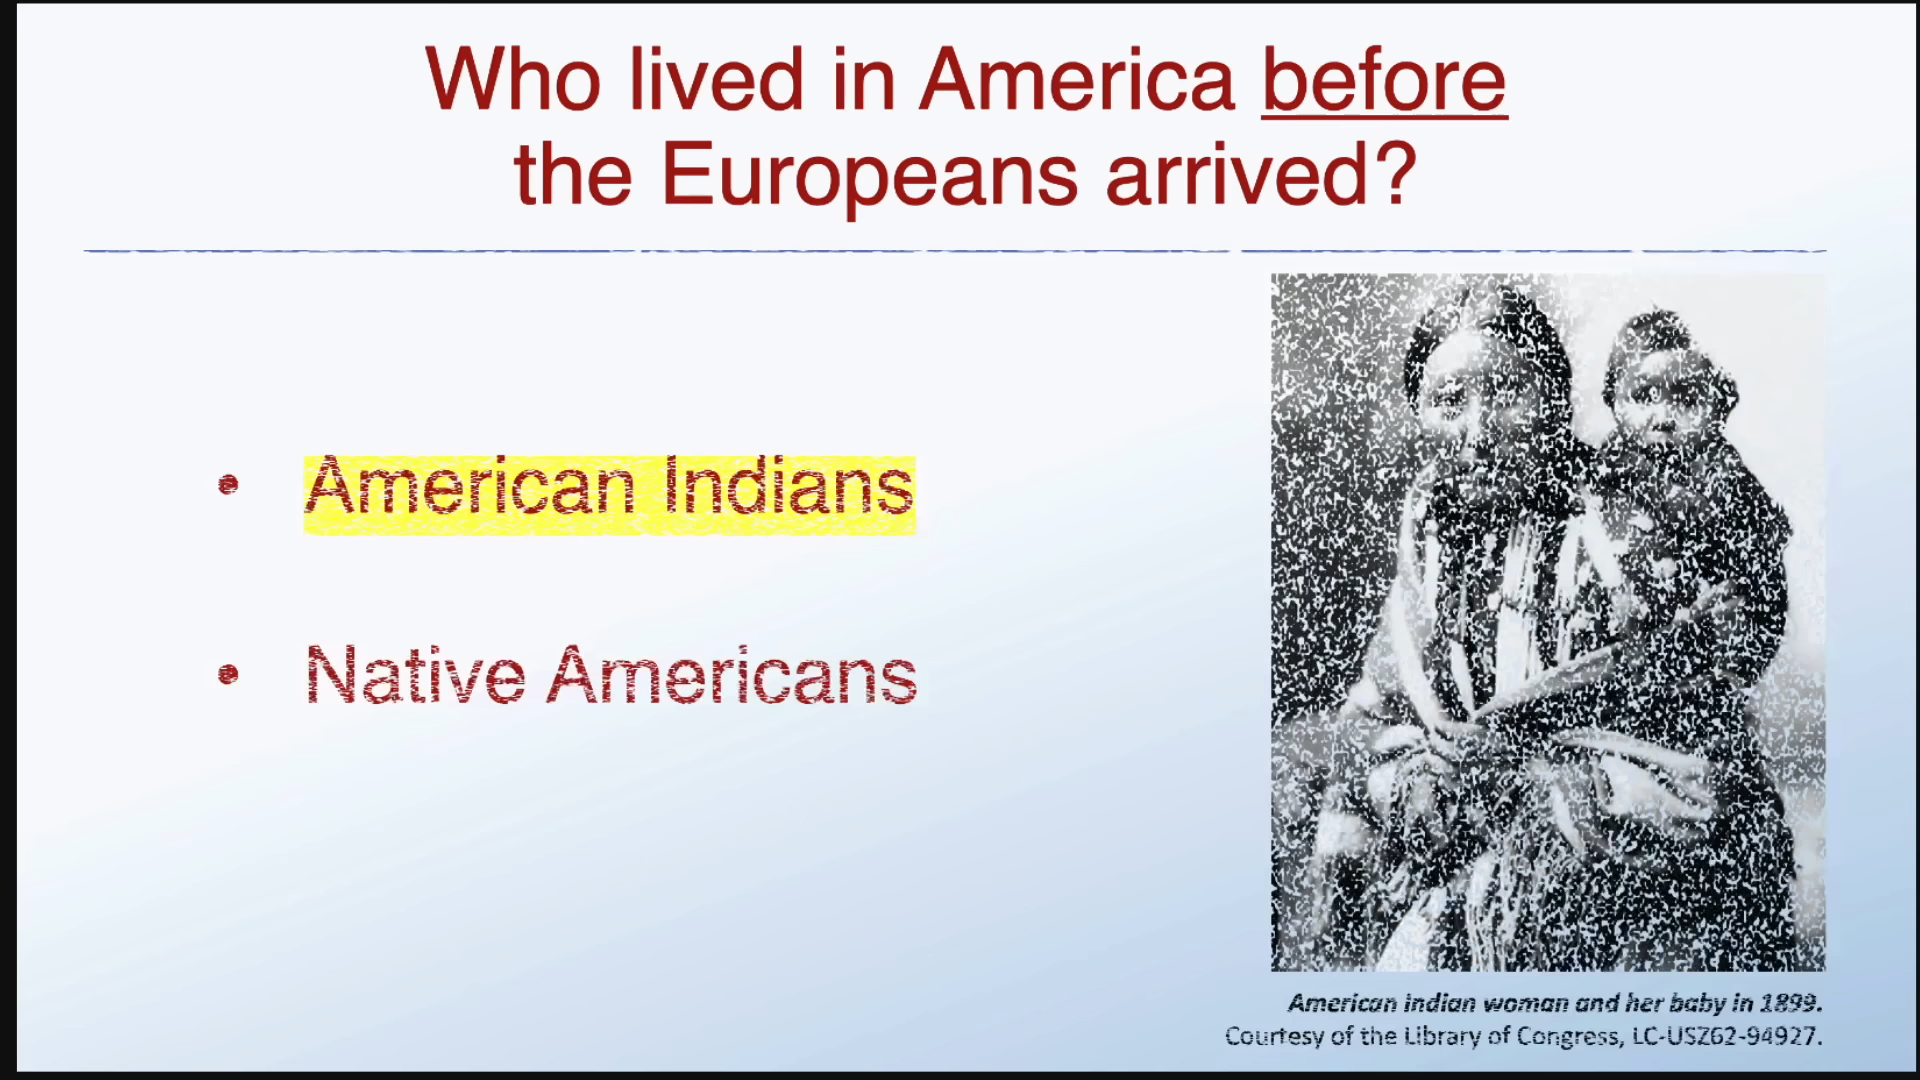 Who lived in America before
the Europeans arrived?
• American Indians
• Native Americans
American Indian woman and her baby in 1899.
Courtesy of the Library of Congress, LC-USZ62-94927.